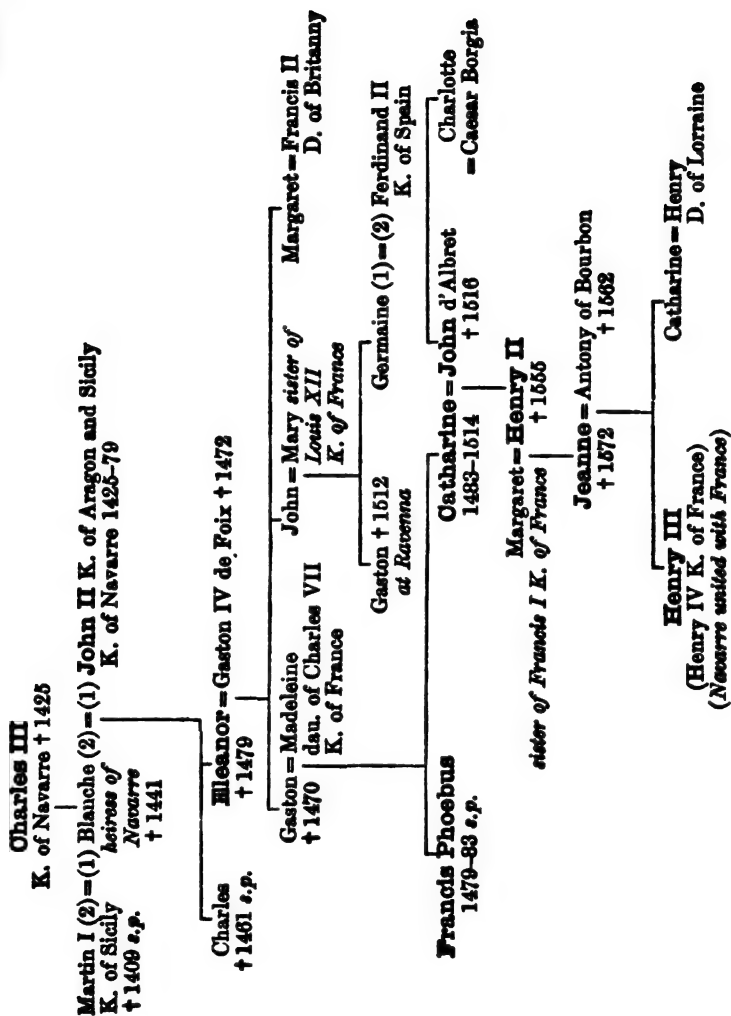 Charles III
K. of Navarre † 1425
Martin I (2)=(1) Blanche (2)=(1) John II K. of Aragon and Sicily
K. of Sicily heiress of K. of Navarre 1425-79
† 1409 s.p. Navarre
† 1441
Charles Eleanor=Gaston IV de Foix † 1472
† 1461 s.p. † 1479
Gaston=Madeleine John=Mary sister of Margaret=Francis II
† 1470 dau. of Charles VII Louis XII D. of Britanny
K. of France K. of France
Gaston † 1512 Germaine (1)=(2) Ferdinand II
at Ravenna K. of Spain
Francis Phoebus Catharine=John d'Albret Charlotte
1479-83 s.p. 1483-1514 † 1516 =Caesar Borgia
Margaret=Henry II
sister of Francis I K. of France † 1555
Jeanne=Antony of Bourbon
† 1572 † 1562
Henry III Catharine=Henry
(Henry IV K. of France) D. of Lorraine
(Navarre united with France)